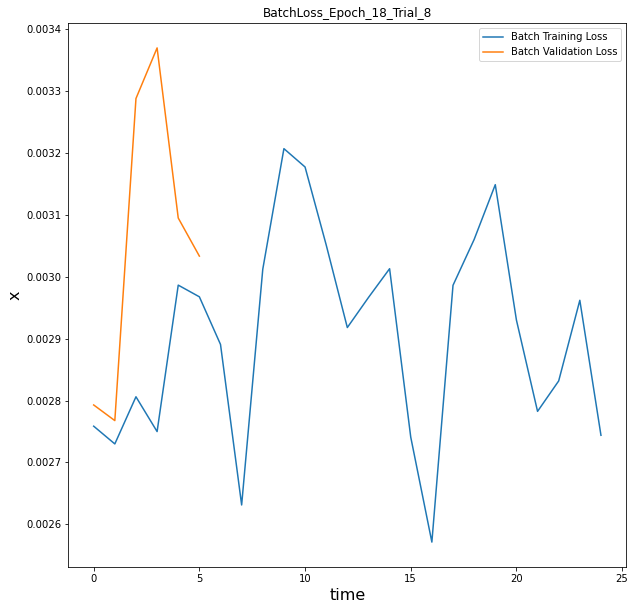 BatchLoss_Epoch_18_Trial_8
Batch Training Loss
Batch Validation Loss
0.0034
0.0033
0.0032
0.0031
0.0030
0.0029
0.0028
0.0027
0.0026
x
0 5 10 15 20 25
time